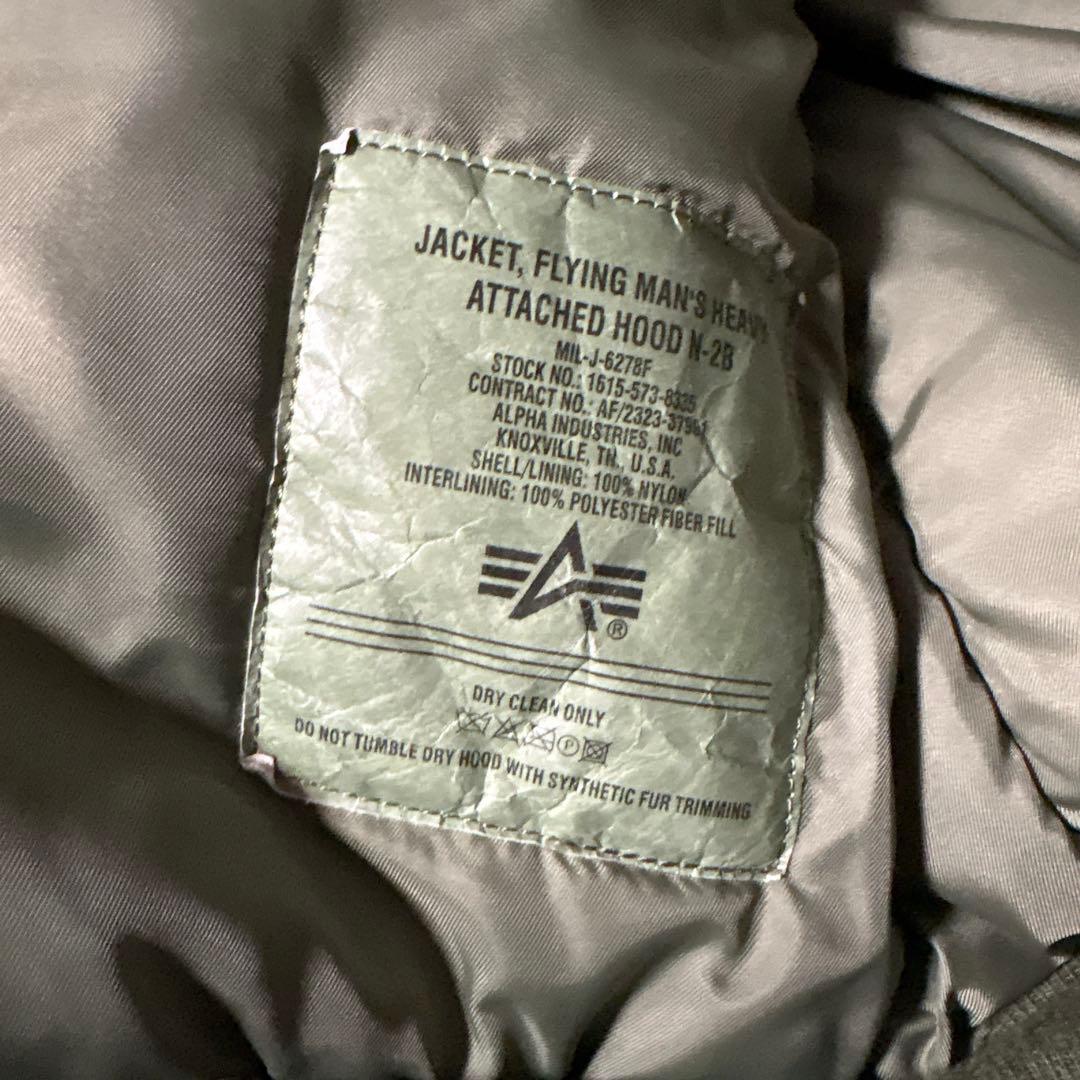 JACKET, FLYING MAN'S HEAVY
ATTACHED HOOD N-2B
MIL-J-6278F
STOCK NO.: 1615-573-8335
CONTRACT NO.: AF/2323-
ALPHA INDUSTRIES, INC
KNOXVILLE, TN., U.S.A.
SHELL/LINING: 100% NYLON
INTERLINING: 100% POLYESTER FIBER FILL
®
DRY CLEAN ONLY
P
DO NOT TUMBLE DRY HOOD WITH SYNTHETIC FUR TRIMMING